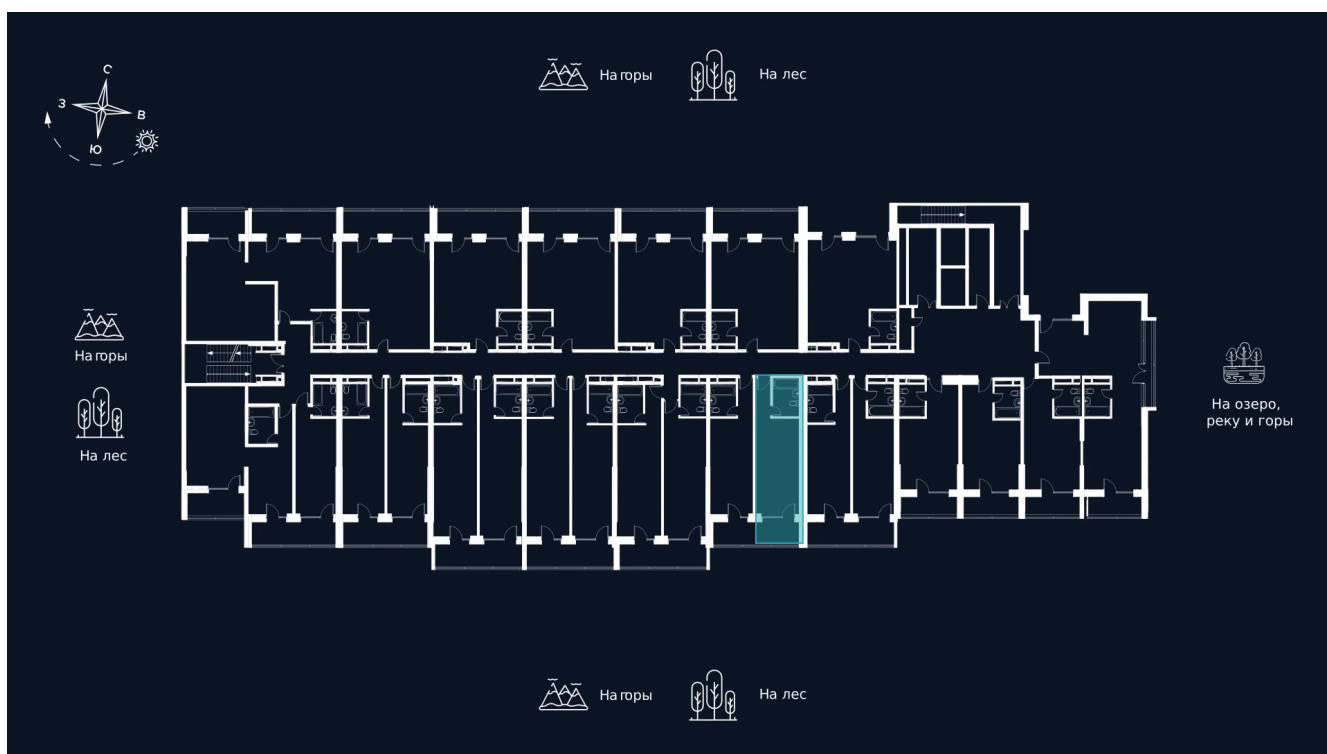 На горы
На лес
С
З
В
Ю
На горы
На лес
На озеро,
реку и горы
На горы
На лес